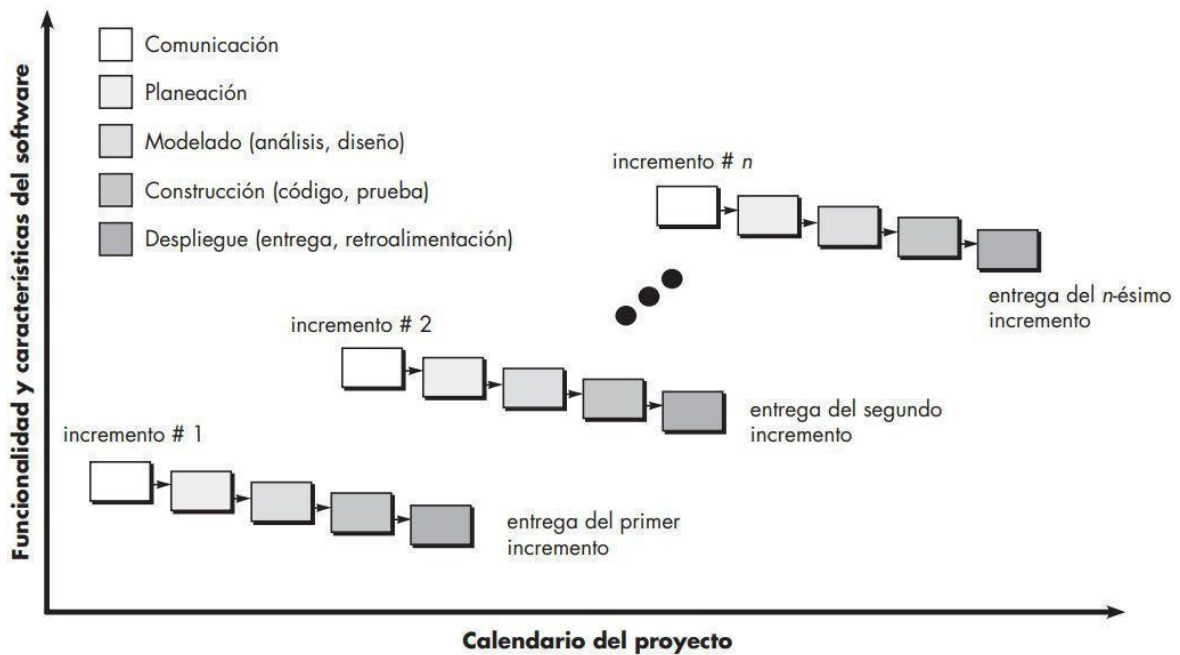 Funcionalidad y características del software
Comunicación
Planeación
Modelado (análisis, diseño)
Construcción (código, prueba)
Despliegue (entrega, retroalimentación)
incremento # n
entrega del n-ésimo
incremento
incremento # 2
entrega del segundo
incremento
incremento # 1
entrega del primer
incremento
Calendario del proyecto